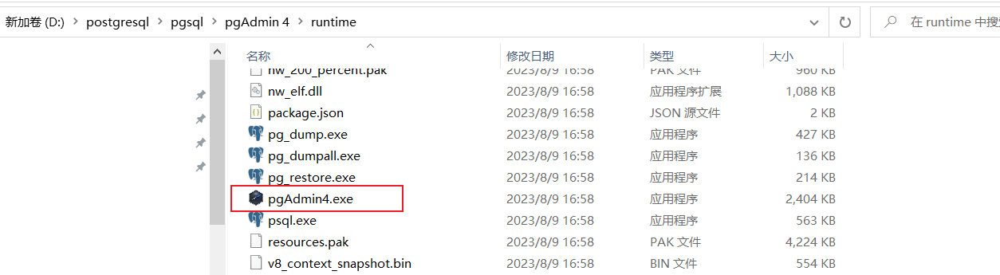 新加卷 (D:) > postgresql > pgsql > pgAdmin 4 > runtime 在 runtime 中搜
名称 修改日期 类型 大小
nw_200_percent.pak 2023/8/9 16:58 PAK 文件 960 KB
nw_elf.dll 2023/8/9 16:58 应用程序扩展 1,088 KB
package.json 2023/8/9 16:58 JSON 源文件 2 KB
pg_dump.exe 2023/8/9 16:58 应用程序 427 KB
pg_dumpall.exe 2023/8/9 16:58 应用程序 136 KB
pg_restore.exe 2023/8/9 16:58 应用程序 214 KB
pgAdmin4.exe 2023/8/9 16:58 应用程序 2,404 KB
psql.exe 2023/8/9 16:58 应用程序 563 KB
resources.pak 2023/8/9 16:58 PAK 文件 4,224 KB
v8_context_snapshot.bin 2023/8/9 16:58 BIN 文件 554 KB